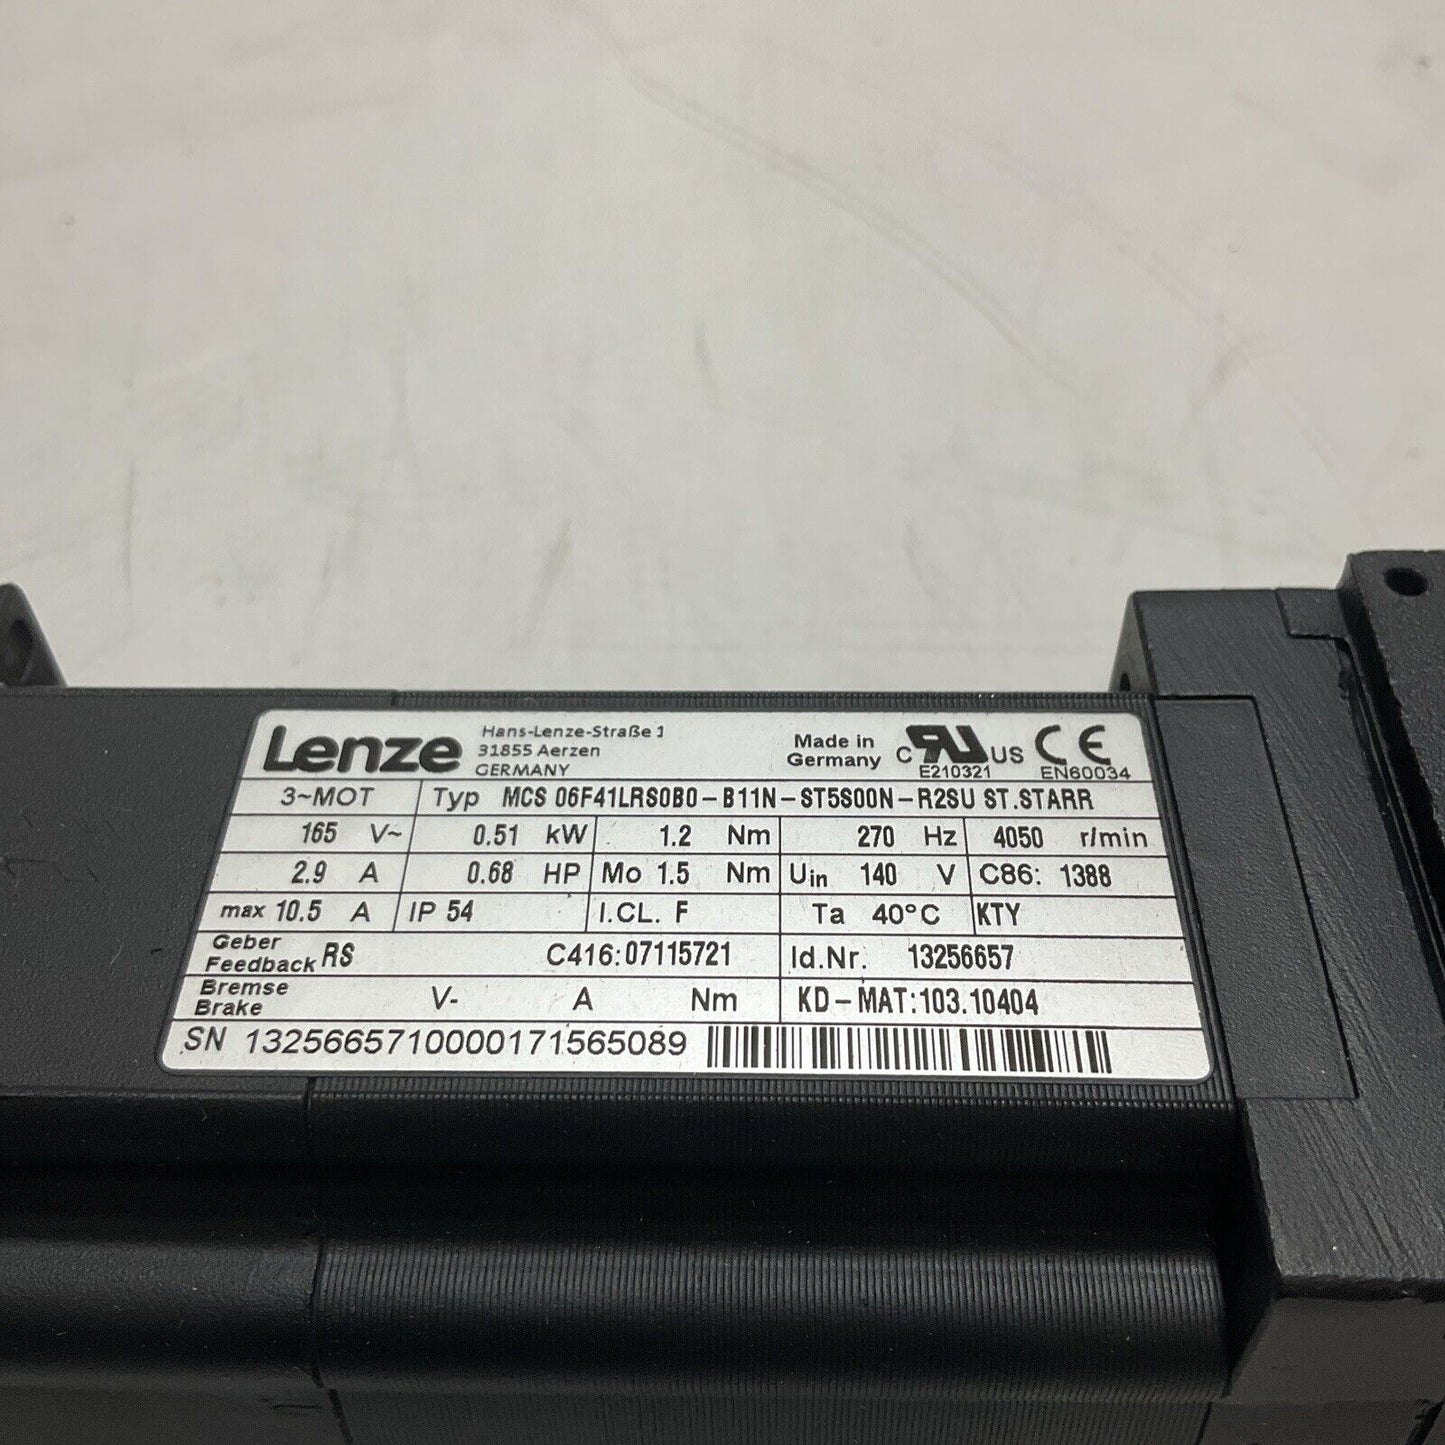 Lenze Hans-Lenze-Straße 1
31855 Aerzen
GERMANY
Made in Germany
C RU US
E210321
CE
EN60034
3~MOT Typ MCS 06F41LRS0B0-B11N-ST5S00N-R2SU ST.STARR
165 V~ 0.51 kW 1.2 Nm 270 Hz 4050 r/min
2.9 A 0.68 HP Mo 1.5 Nm Uin 140 V C86: 1388
max 10.5 A IP 54 I.CL. F Ta 40°C KTY
Geber
Feedback RS C416:07115721 Id.Nr. 13256657
Bremse
Brake V- A Nm KD-MAT:103.10404
SN 1325665710000171565089